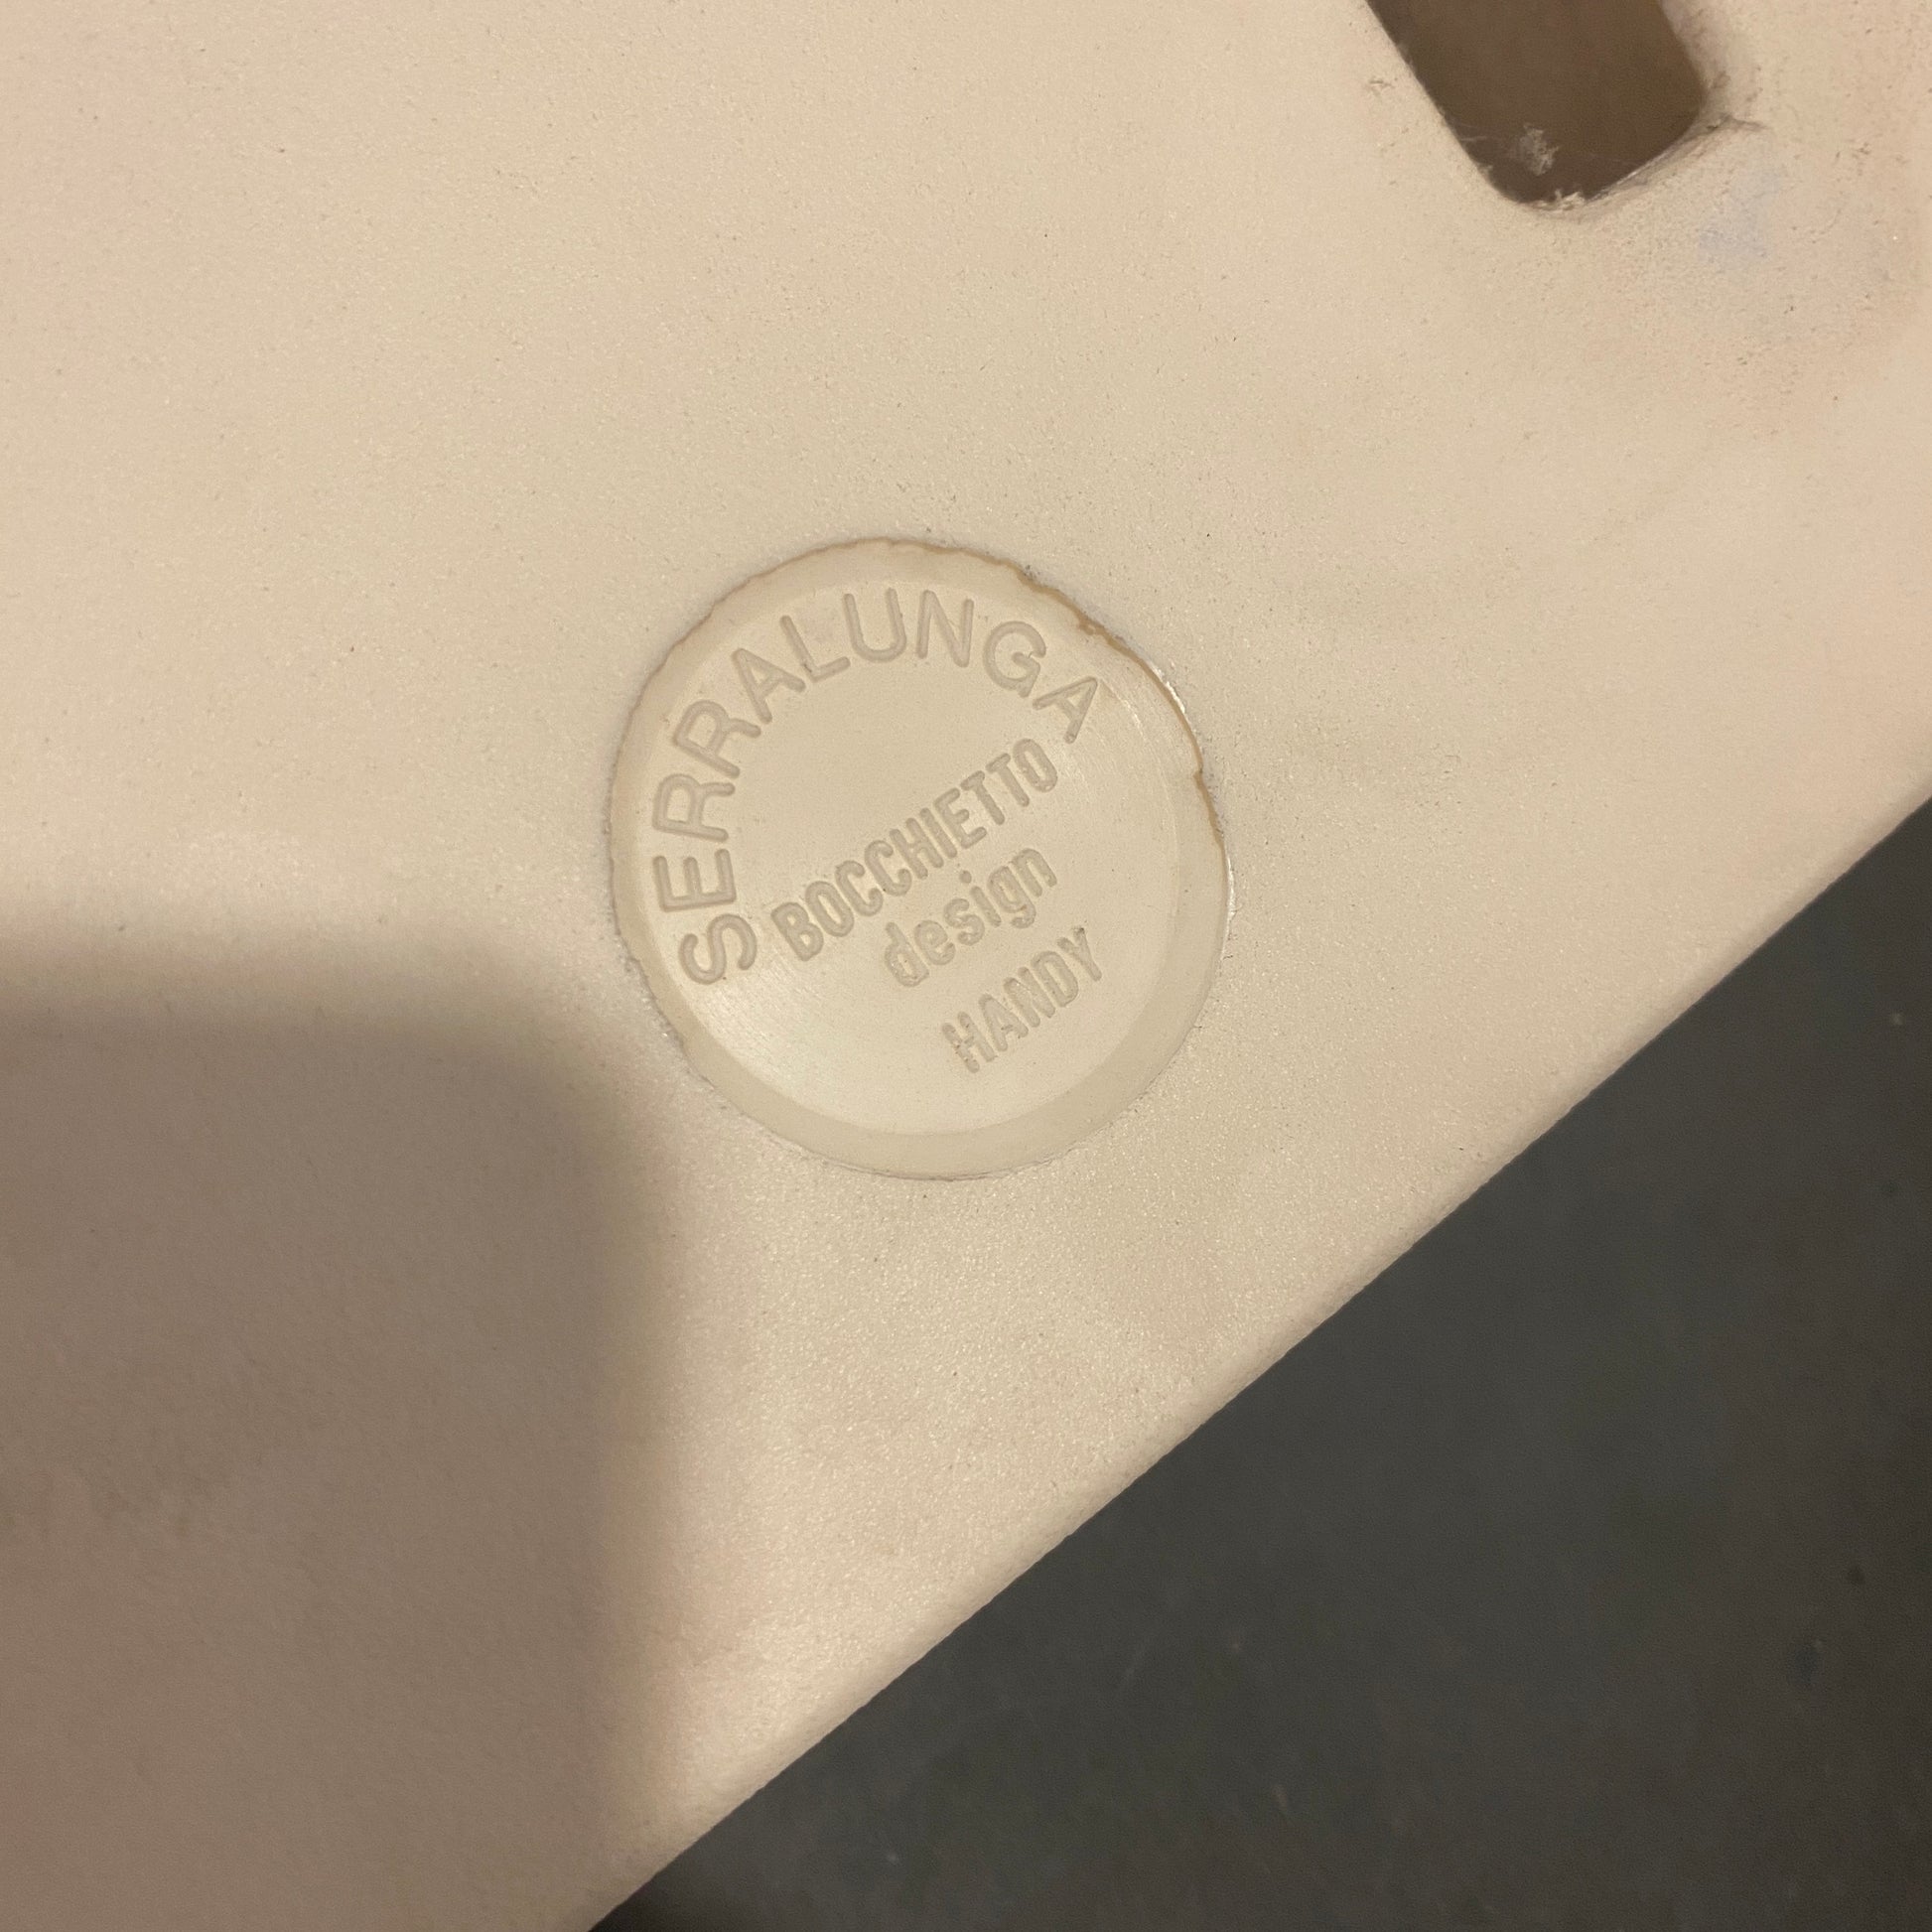 SERRALUNGA
BOCCHIETTO
design
HANDY